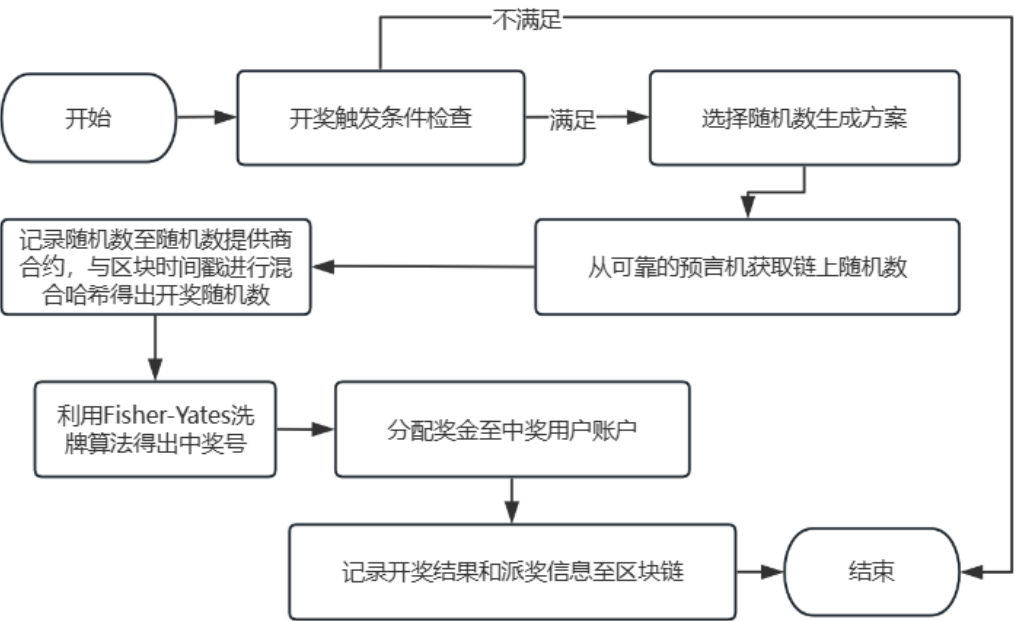 不满足
开始
开奖触发条件检查
满足
选择随机数生成方案
记录随机数至随机数提供商
合约，与区块时间戳进行混
合哈希得出开奖随机数
从可靠的预言机获取链上随机数
利用Fisher-Yates洗
牌算法得出中奖号
分配奖金至中奖用户账户
记录开奖结果和派奖信息至区块链
结束